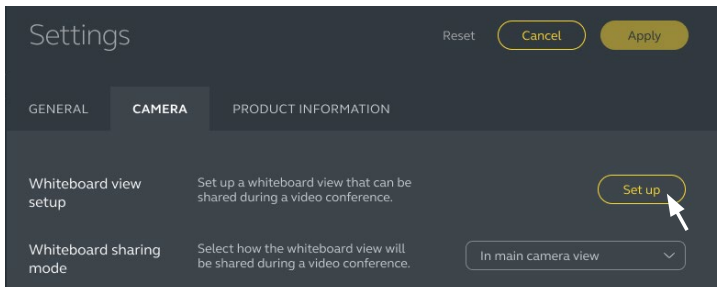 Settings
Reset
Cancel
Apply
GENERAL
CAMERA
PRODUCT INFORMATION
Whiteboard view
setup
Set up a whiteboard view that can be
shared during a video conference.
Set up
Whiteboard sharing
mode
Select how the whiteboard view will
be shared during a video conference.
In main camera view